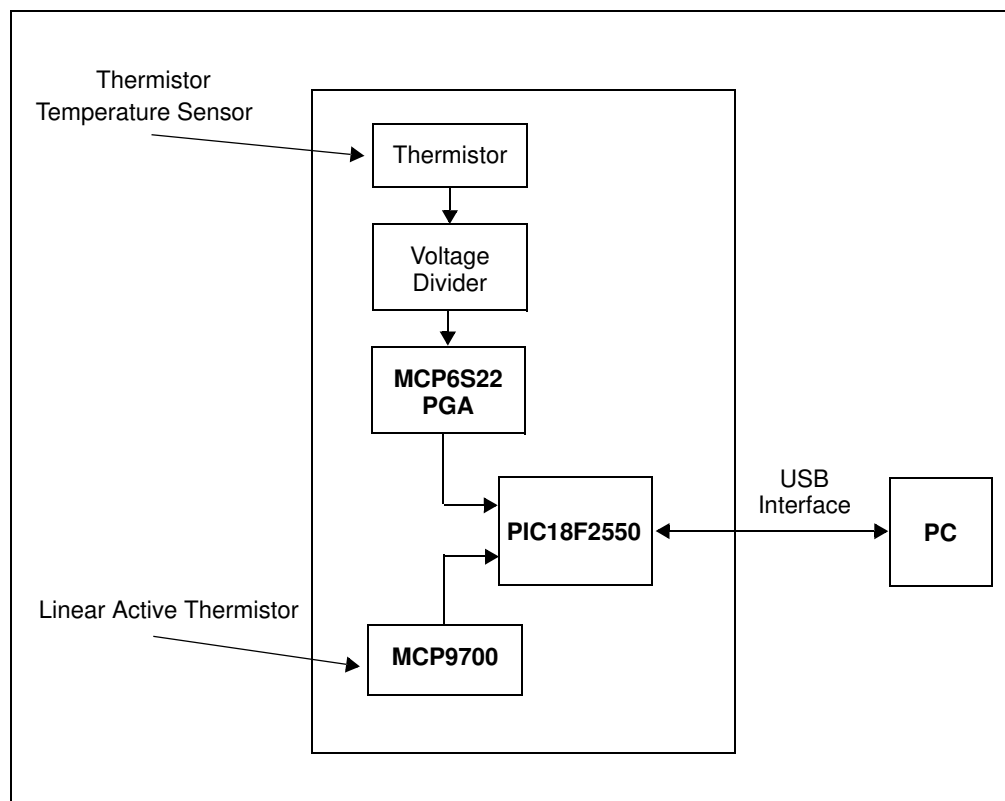 Thermistor
Temperature Sensor
Thermistor
Voltage
Divider
MCP6S22
PGA
PIC18F2550
USB
Interface
PC
Linear Active Thermistor
MCP9700